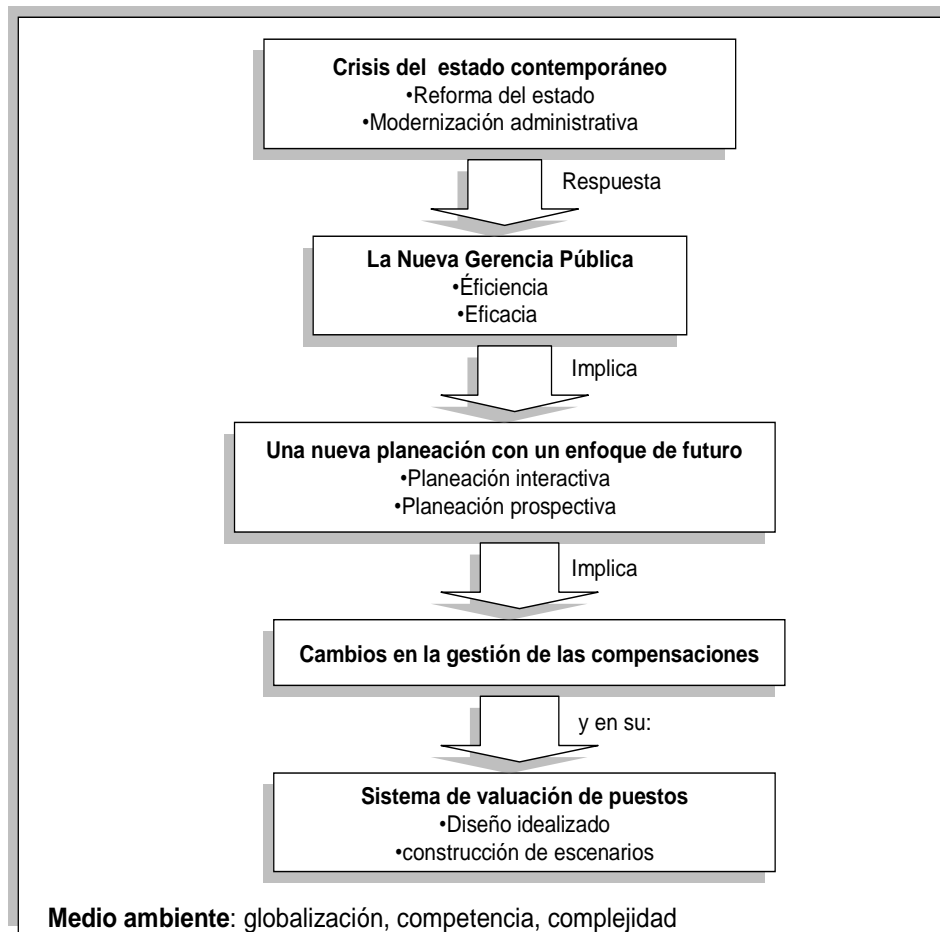 Crisis del estado contemporáneo
•Reforma del estado
•Modernización administrativa
Respuesta
La Nueva Gerencia Pública
•Éficiencia
•Eficacia
Implica
Una nueva planeación con un enfoque de futuro
•Planeación interactiva
•Planeación prospectiva
Implica
Cambios en la gestión de las compensaciones
y en su:
Sistema de valuación de puestos
•Diseño idealizado
•construcción de escenarios
Medio ambiente: globalización, competencia, complejidad